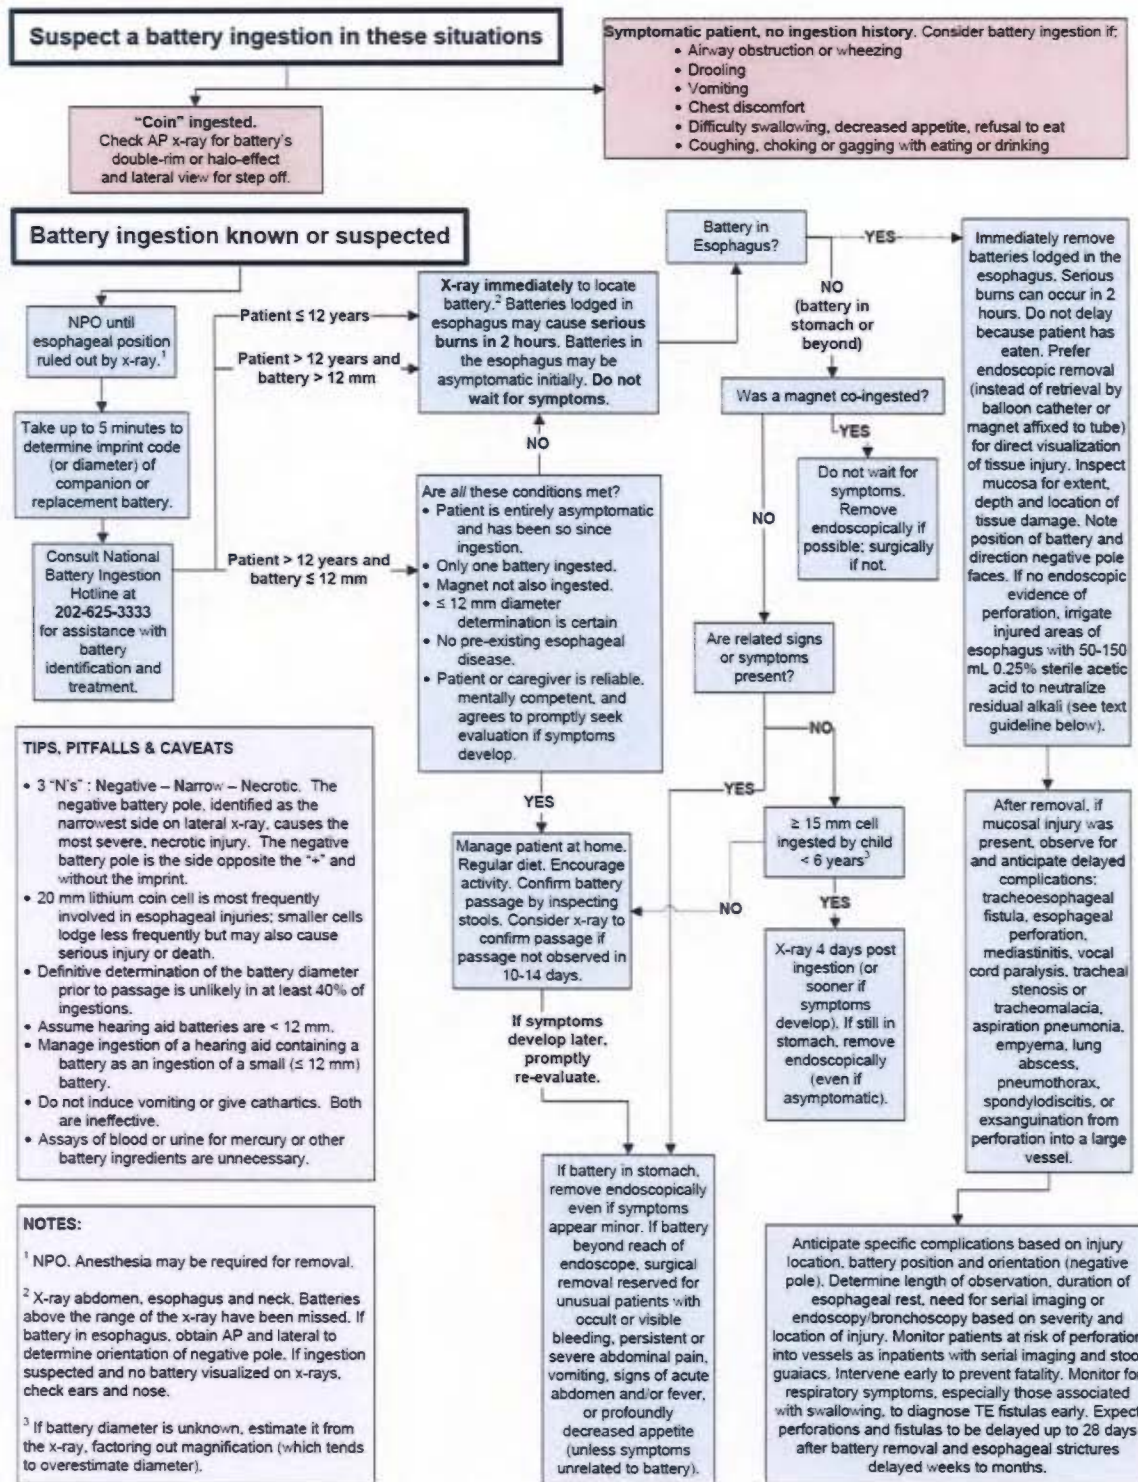 Suspect a battery ingestion in these situations
Symptomatic patient, no ingestion history. Consider battery ingestion if:
• Airway obstruction or wheezing
• Drooling
• Vomiting
• Chest discomfort
• Difficulty swallowing, decreased appetite, refusal to eat
• Coughing, choking or gagging with eating or drinking
"Coin" ingested.
Check AP x-ray for battery's
double-rim or halo-effect
and lateral view for step off.
Battery ingestion known or suspected
NPO until
esophageal position
ruled out by x-ray.1
Take up to 5 minutes to
determine imprint code
(or diameter) of
companion or
replacement battery.
Consult National
Battery Ingestion
Hotline at
202-625-3333
for assistance with
battery
identification and
treatment.
Patient ≤ 12 years
Patient > 12 years and
battery > 12 mm
Patient > 12 years and
battery ≤ 12 mm
X-ray immediately to locate
battery.2 Batteries lodged in
esophagus may cause serious
burns in 2 hours. Batteries in
the esophagus may be
asymptomatic initially. Do not
wait for symptoms.
NO
Are all these conditions met?
• Patient is entirely asymptomatic
and has been so since
ingestion.
• Only one battery ingested.
• Magnet not also ingested.
• ≤ 12 mm diameter
determination is certain
• No pre-existing esophageal
disease.
• Patient or caregiver is reliable,
mentally competent, and
agrees to promptly seek
evaluation if symptoms
develop.
YES
Manage patient at home.
Regular diet. Encourage
activity. Confirm battery
passage by inspecting
stools. Consider x-ray to
confirm passage if
passage not observed in
10-14 days.
If symptoms
develop later,
promptly
re-evaluate.
Battery in
Esophagus?
YES
NO
(battery in
stomach or
beyond)
Was a magnet co-ingested?
YES
Do not wait for
symptoms.
Remove
endoscopically if
possible; surgically
if not.
NO
Are related signs
or symptoms
present?
NO
YES
≥ 15 mm cell
ingested by child
< 6 years3
NO
YES
X-ray 4 days post
ingestion (or
sooner if
symptoms
develop). If still in
stomach, remove
endoscopically
(even if
asymptomatic).
If battery in stomach,
remove endoscopically
even if symptoms
appear minor. If battery
beyond reach of
endoscope, surgical
removal reserved for
unusual patients with
occult or visible
bleeding, persistent or
severe abdominal pain,
vomiting, signs of acute
abdomen and/or fever,
or profoundly
decreased appetite
(unless symptoms
unrelated to battery).
Immediately remove
batteries lodged in the
esophagus. Serious
burns can occur in 2
hours. Do not delay
because patient has
eaten. Prefer
endoscopic removal
(instead of retrieval by
balloon catheter or
magnet affixed to tube)
for direct visualization
of tissue injury. Inspect
mucosa for extent,
depth and location of
tissue damage. Note
position of battery and
direction negative pole
faces. If no endoscopic
evidence of
perforation, irrigate
injured areas of
esophagus with 50-150
mL 0.25% sterile acetic
acid to neutralize
residual alkali (see text
guideline below).
After removal, if
mucosal injury was
present, observe for
and anticipate delayed
complications:
tracheoesophageal
fistula, esophageal
perforation,
mediastinitis, vocal
cord paralysis, tracheal
stenosis or
tracheomalacia,
aspiration pneumonia,
empyema, lung
abscess,
pneumothorax,
spondylodiscitis, or
exsanguination from
perforation into a large
vessel.
Anticipate specific complications based on injury
location, battery position and orientation (negative
pole). Determine length of observation, duration of
esophageal rest, need for serial imaging or
endoscopy/bronchoscopy based on severity and
location of injury. Monitor patients at risk of perforation
into vessels as inpatients with serial imaging and stool
guaiacs. Intervene early to prevent fatality. Monitor for
respiratory symptoms, especially those associated
with swallowing, to diagnose TE fistulas early. Expect
perforations and fistulas to be delayed up to 28 days
after battery removal and esophageal strictures
delayed weeks to months.
TIPS, PITFALLS & CAVEATS
• 3 "N's" : Negative – Narrow – Necrotic. The
negative battery pole, identified as the
narrowest side on lateral x-ray, causes the
most severe, necrotic injury. The negative
battery pole is the side opposite the "+" and
without the imprint.
• 20 mm lithium coin cell is most frequently
involved in esophageal injuries; smaller cells
lodge less frequently but may also cause
serious injury or death.
• Definitive determination of the battery diameter
prior to passage is unlikely in at least 40% of
ingestions.
• Assume hearing aid batteries are < 12 mm.
• Manage ingestion of a hearing aid containing a
battery as an ingestion of a small (≤ 12 mm)
battery.
• Do not induce vomiting or give cathartics. Both
are ineffective.
• Assays of blood or urine for mercury or other
battery ingredients are unnecessary.
NOTES:
1 NPO. Anesthesia may be required for removal.
2 X-ray abdomen, esophagus and neck. Batteries
above the range of the x-ray have been missed. If
battery in esophagus, obtain AP and lateral to
determine orientation of negative pole. If ingestion
suspected and no battery visualized on x-rays,
check ears and nose.
3 If battery diameter is unknown, estimate it from
the x-ray, factoring out magnification (which tends
to overestimate diameter).